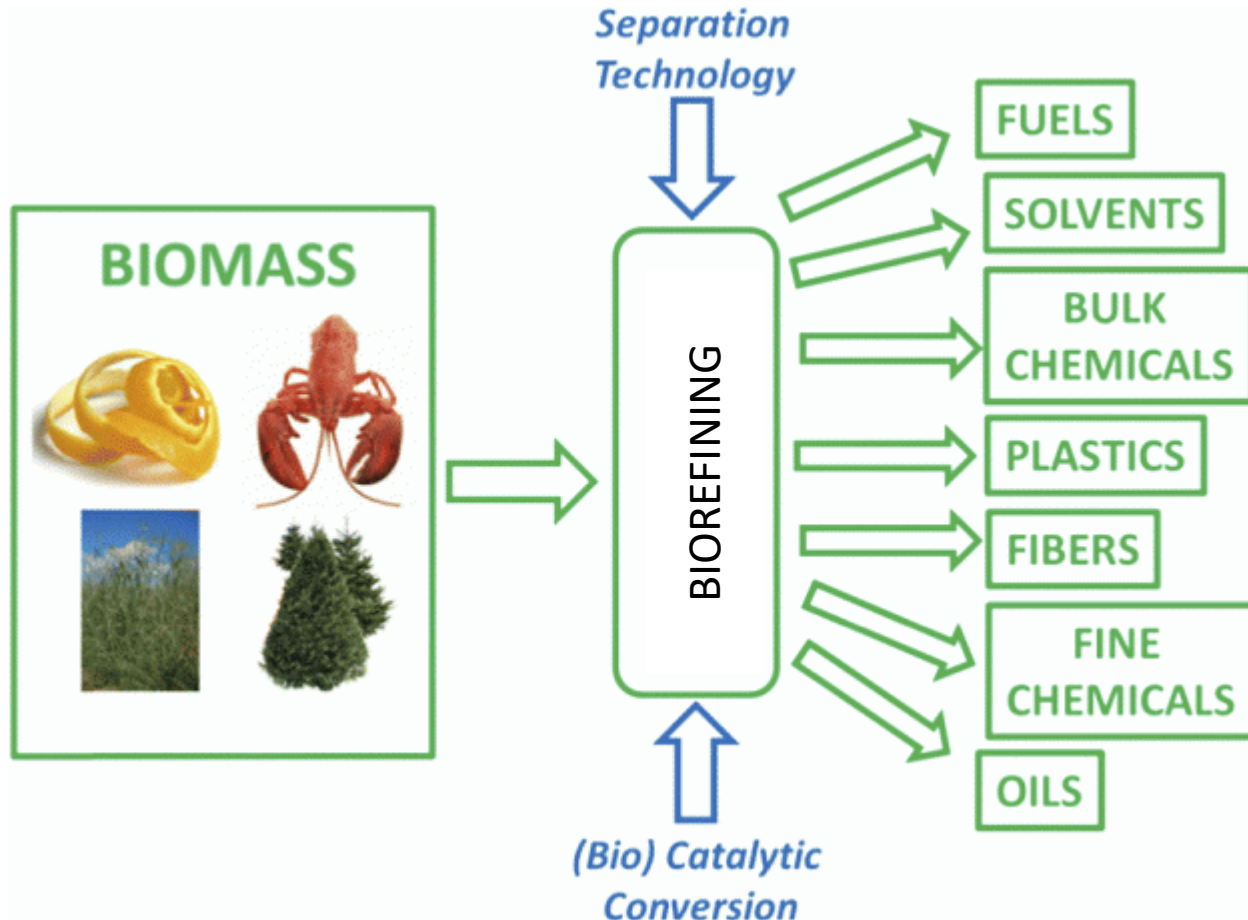 Separation
Technology
BIOMASS
BIOREFINING
FUELS
SOLVENTS
BULK
CHEMICALS
PLASTICS
FIBERS
FINE
CHEMICALS
OILS
(Bio) Catalytic
Conversion